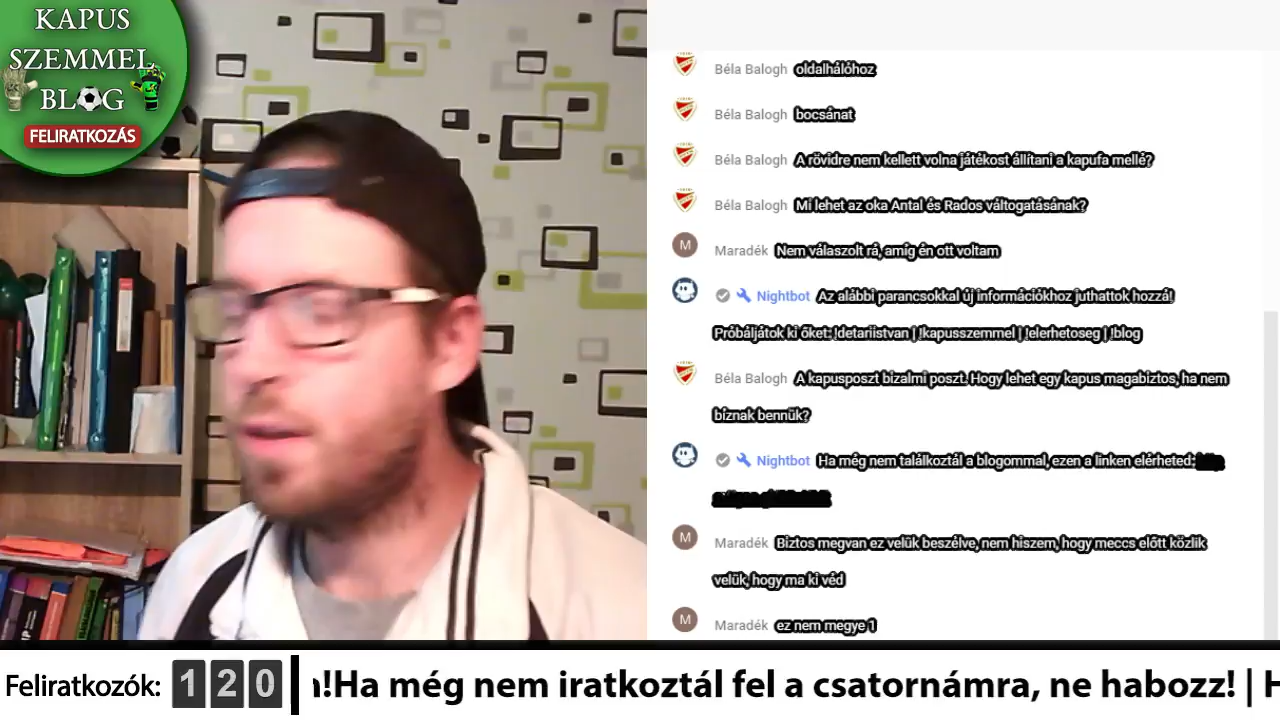 KAPUS
SZEMMEL
BLOG
FELIRATKOZÁS
Béla Balogh oldalhálóhoz
Béla Balogh bocsánat
Béla Balogh A rövidre nem kellett volna játékost állítani a kapufa mellé?
Béla Balogh Mi lehet az oka Antal és Rados váltogatásának?
M Maradék Nem válaszolt rá, amíg én ott voltam
Nightbot Az alábbi parancsokkal új információkhoz juthattok hozzá!
Próbáljátok ki őket: !detariistvan | !kapusszemmel | !elerhetoseg | !blog
Béla Balogh A kapusposzt bizalmi poszt. Hogy lehet egy kapus magabiztos, ha nem
bíznak bennük?
Nightbot Ha még nem találkoztál a blogommal, ezen a linken elérheted:
M Maradék Biztos megvan ez velük beszélve, nem hiszem, hogy meccs előtt közlik
velük, hogy ma ki véd
M Maradék ez nem megye 1
Feliratkozók: 120 !Ha még nem iratkoztál fel a csatornámra, ne habozz! | H